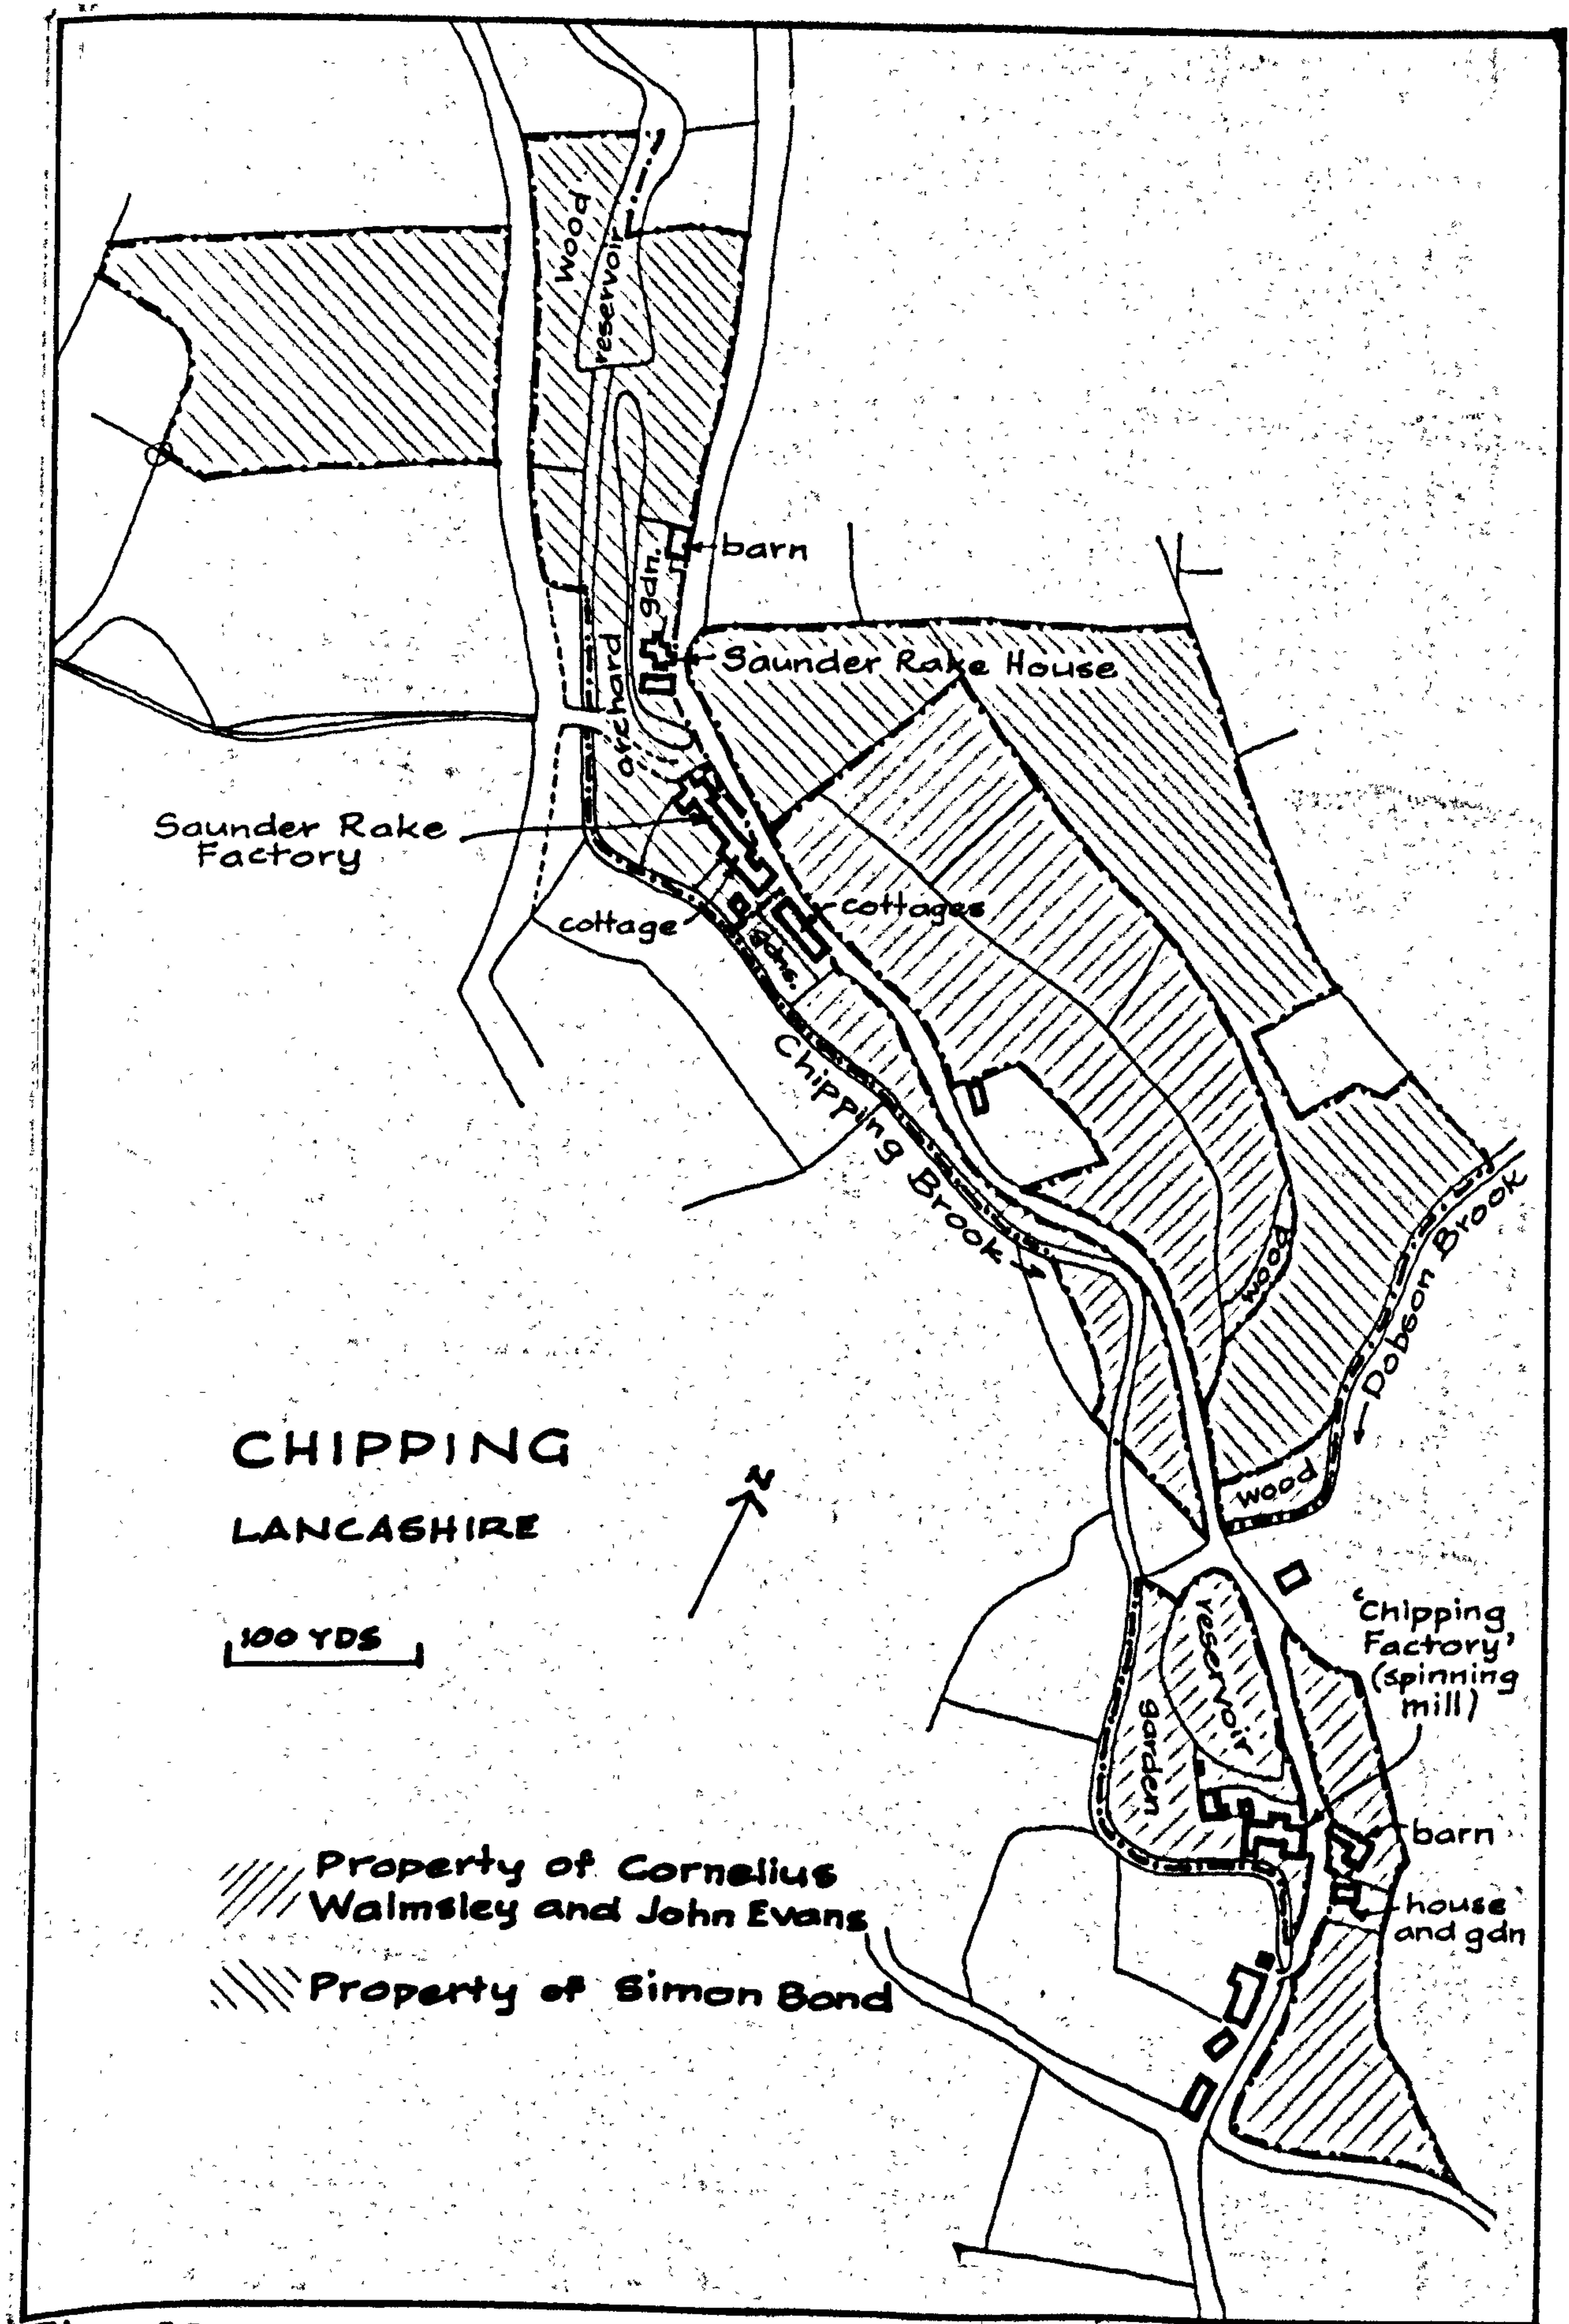 wood
reservoir
barn
gdn.
Saunder Rake House
orchard
Saunder Rake
Factory
cottage
cottages
gdns.
Chipping Brook
wood
Dobson Brook
wood
CHIPPING
LANCASHIRE
N
100 YDS
reservoir
garden
'Chipping
Factory'
(spinning
mill)
barn
house
and gdn
Property of Cornelius
Walmsley and John Evans
Property of Simon Bond